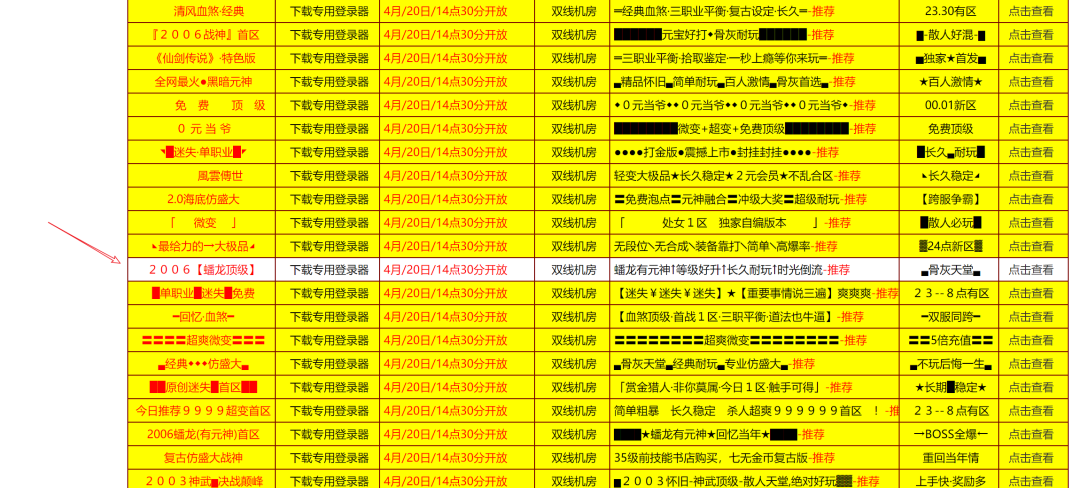 清风血煞·经典 下载专用登录器 4月/20日/14点30分开放 双线机房 ═经典血煞·三职业平衡·复古设定·长久═-推荐 23.30有区 点击查看
『２００６战神』首区 下载专用登录器 4月/20日/14点30分开放 双线机房 ██████元宝好打◆骨灰耐玩██████-推荐 ▆-散人好混-▆ 点击查看
《仙剑传说》·特色版 下载专用登录器 4月/20日/14点30分开放 双线机房 ═三职业平衡·拾取鉴定·一秒上瘾等你来玩═-推荐 ▄独家★首发▄ 点击查看
全网最火●黑暗元神 下载专用登录器 4月/20日/14点30分开放 双线机房 ▄精品怀旧▄简单耐玩▄百人激情▄骨灰首选▄-推荐 ★百人激情★ 点击查看
免　费　　顶　级 下载专用登录器 4月/20日/14点30分开放 双线机房 ◆０元当爷◆◆０元当爷◆◆０元当爷◆◆０元当爷◆-推荐 00.01新区 点击查看
０ 元 当 爷 下载专用登录器 4月/20日/14点30分开放 双线机房 ████████微变+超变+免费顶级████████-推荐 免费顶级 点击查看
◥█迷失·单职业█◤ 下载专用登录器 4月/20日/14点30分开放 双线机房 ●●●●打金版●震撼上市●封挂封挂●●●●-推荐 █长久▄耐玩█ 点击查看
風雲傳世 下载专用登录器 4月/20日/14点30分开放 双线机房 轻变大极品★长久稳定★２元会员★不乱合区-推荐 ◣长久稳定◢ 点击查看
2.0海底仿盛大 下载专用登录器 4月/20日/14点30分开放 双线机房 〓免费泡点〓元神融合〓冲级大奖〓超级耐玩-推荐 【跨服争霸】 点击查看
「　微变　」 下载专用登录器 4月/20日/14点30分开放 双线机房 「　　　处女１区　独家自编版本　　」-推荐 █散人必玩█ 点击查看
◣最给力的一大极品◢ 下载专用登录器 4月/20日/14点30分开放 双线机房 无段位╲无合成╲装备靠打╲简单╲高爆率-推荐 ▓24点新区▓ 点击查看
２００６【蟠龙顶级】 下载专用登录器 4月/20日/14点30分开放 双线机房 蟠龙有元神↑等级好升↑长久耐玩↑时光倒流-推荐 ▄骨灰天堂▄ 点击查看
█单职业█迷失█免费 下载专用登录器 4月/20日/14点30分开放 双线机房 【迷失￥迷失￥迷失】★【重要事情说三遍】爽爽爽-推荐 ２３--８点有区 点击查看
━回忆·血煞━ 下载专用登录器 4月/20日/14点30分开放 双线机房 【血煞顶级·首战１区·三职平衡·道法也牛逼】-推荐 ━双服同跨━ 点击查看
〓〓〓〓超爽微变〓〓〓〓 下载专用登录器 4月/20日/14点30分开放 双线机房 〓〓〓〓〓〓〓〓超爽微变〓〓〓〓〓〓〓〓-推荐 〓〓5倍充值〓〓 点击查看
▄经典◆◆◆仿盛大▄ 下载专用登录器 4月/20日/14点30分开放 双线机房 ▄骨灰天堂▄经典耐玩▄专业仿盛大▄-推荐 ▄不玩后悔一生▄ 点击查看
██原创迷失█首区██ 下载专用登录器 4月/20日/14点30分开放 双线机房 「赏金猎人·非你莫属·今日１区·触手可得」-推荐 ★长期█稳定★ 点击查看
今日推荐９９９９超变首区 下载专用登录器 4月/20日/14点30分开放 双线机房 简单粗暴　长久稳定　杀人超爽９９９９９９首区　！-推 ２３--８点有区 点击查看
2006蟠龙(有元神)首区 下载专用登录器 4月/20日/14点30分开放 双线机房 ████★蟠龙有元神★回忆当年★████-推荐 →BOSS全爆← 点击查看
复古仿盛大战神 下载专用登录器 4月/20日/14点30分开放 双线机房 35级前技能书店购买，七无金币复古版-推荐 重回当年情 点击查看
２００３神武▄决战颠峰 下载专用登录器 4月/20日/14点30分开放 双线机房 ▆２００３怀旧-神武顶级-散人天堂,绝对好玩▓▓-推荐 上手快·奖励多 点击查看